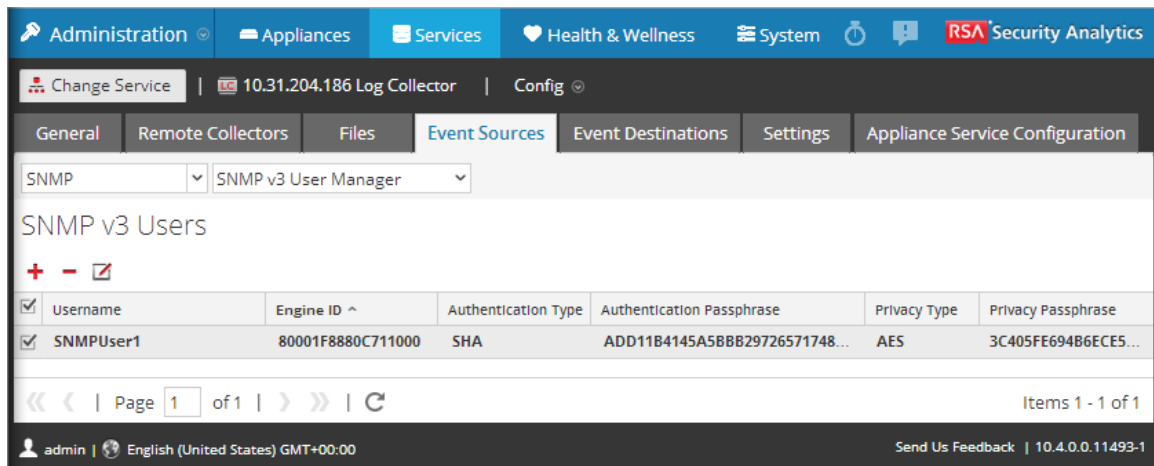 Administration Appliances Services Health & Wellness System RSA Security Analytics
Change Service | LC 10.31.204.186 Log Collector | Config
General Remote Collectors Files Event Sources Event Destinations Settings Appliance Service Configuration
SNMP SNMP v3 User Manager
SNMP v3 Users
Username Engine ID Authentication Type Authentication Passphrase Privacy Type Privacy Passphrase
SNMPUser1 80001F8880C711000 SHA ADD11B4145A5BBB29726571748... AES 3C405FE694B6ECE5...
| Page 1 of 1 | | Items 1 - 1 of 1
admin | English (United States) GMT+00:00 Send Us Feedback | 10.4.0.0.11493-1